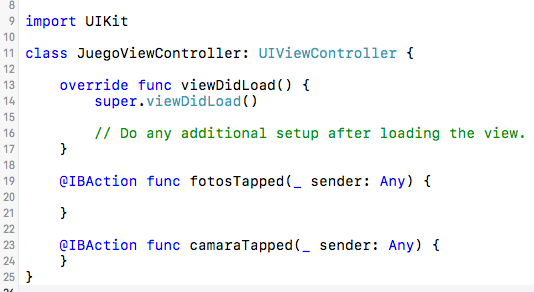 8
9 import UIKit
10
11 class JuegoViewController: UIViewController {
12
13     override func viewDidLoad() {
14         super.viewDidLoad()
15
16         // Do any additional setup after loading the view.
17     }
18
19     @IBAction func fotosTapped(_ sender: Any) {
20
21     }
22
23     @IBAction func camaraTapped(_ sender: Any) {
24     }
25 }
26